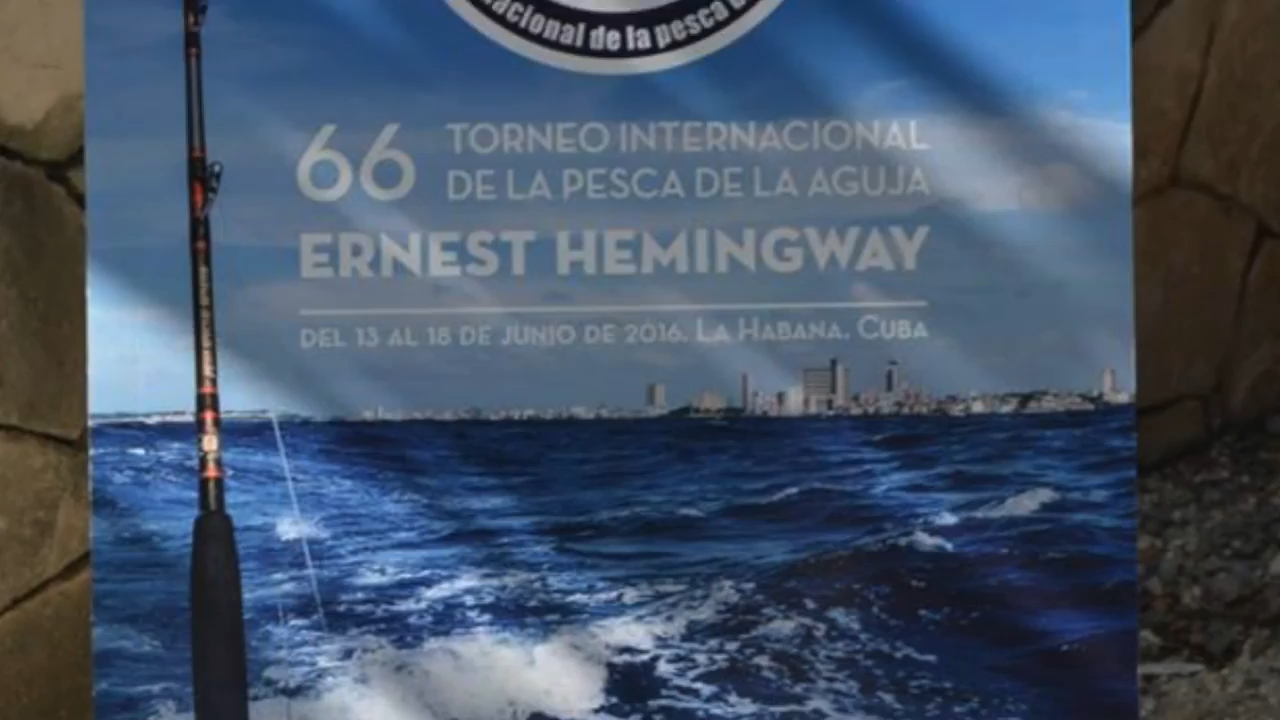 nacional de la pesca
66 TORNEO INTERNACIONAL
DE LA PESCA DE LA AGUJA
ERNEST HEMINGWAY
DEL 13 AL 18 DE JUNIO DE 2016. LA HABANA. CUBA